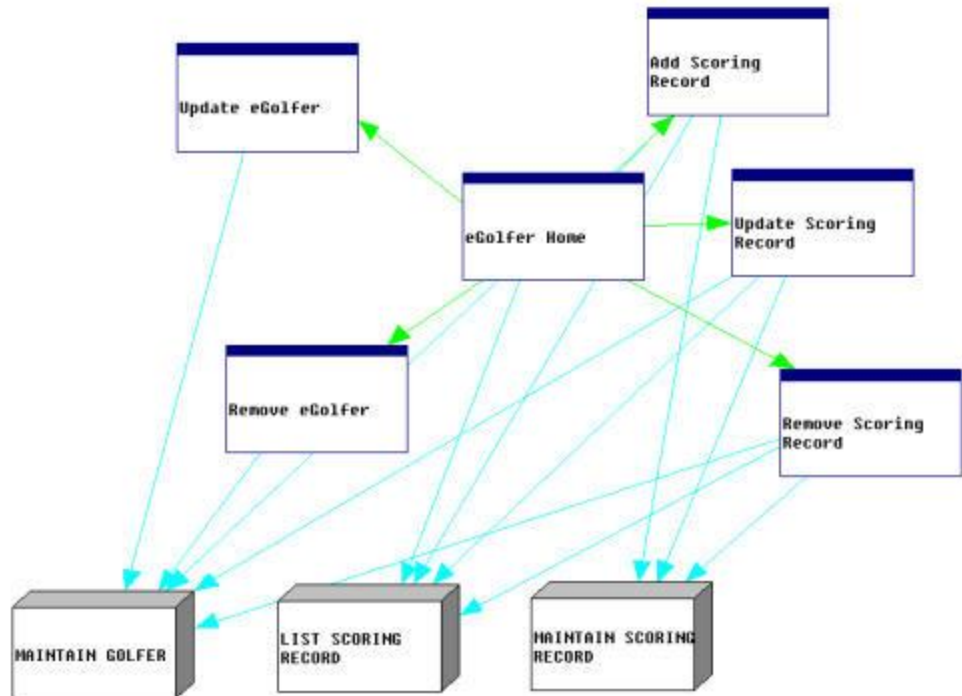 Add Scoring
Record
Update eGolfer
eGolfer Home
Update Scoring
Record
Remove eGolfer
Remove Scoring
Record
MAINTAIN GOLFER
LIST SCORING
RECORD
MAINTAIN SCORING
RECORD